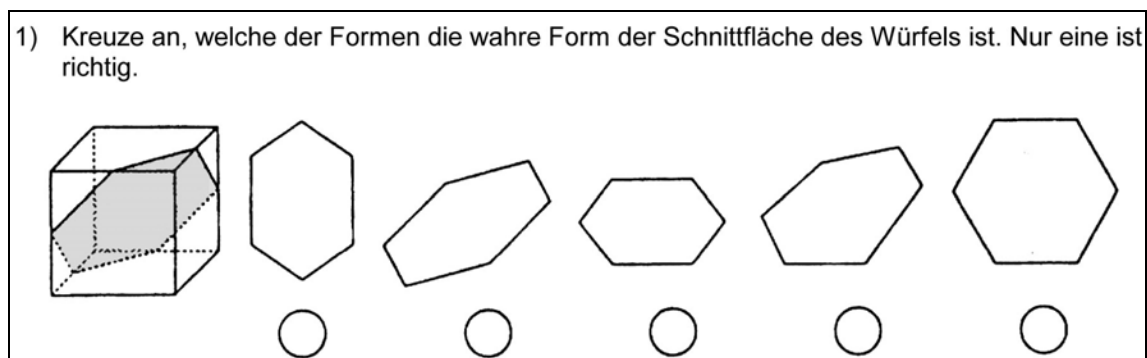 1) Kreuze an, welche der Formen die wahre Form der Schnittfläche des Würfels ist. Nur eine ist
richtig.